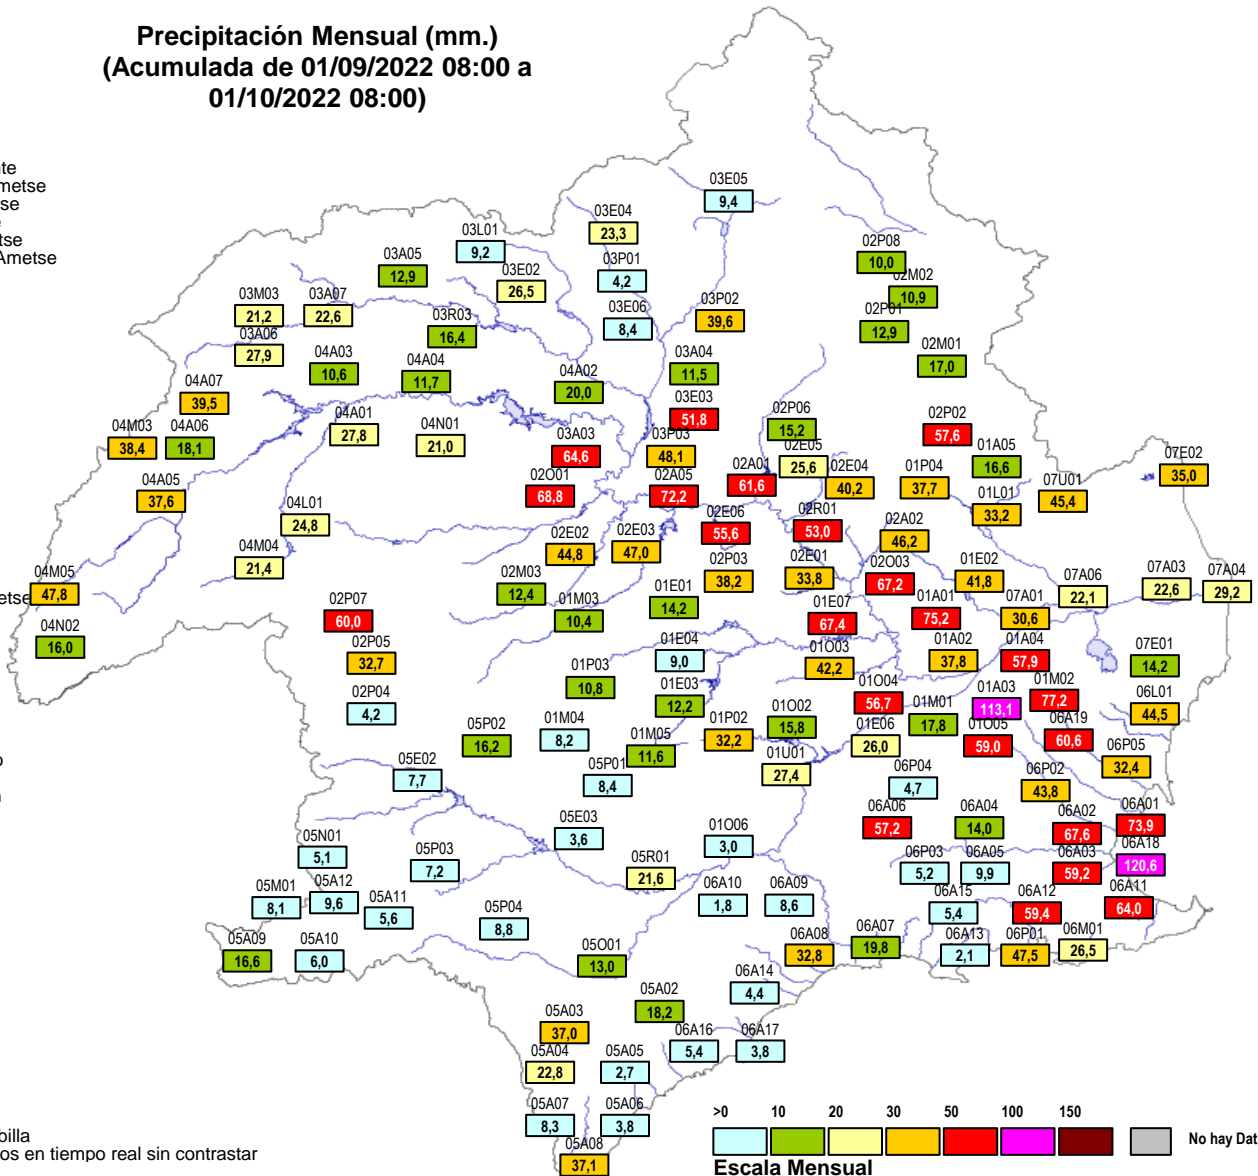 Precipitación Mensual (mm.)
(Acumulada de 01/09/2022 08:00 a
01/10/2022 08:00)
03E05
9,4
03E04
23,3
03L01
9,2
03A05
12,9
03E02
26,5
03P01
4,2
02P08
10,0
02M02
10,9
03M03
21,2
03A07
22,6
03R03
16,4
03E06
8,4
03P02
39,6
02P01
12,9
03A06
27,9
04A03
10,6
04A04
11,7
04A02
20,0
03A04
11,5
02M01
17,0
04A07
39,5
03E03
51,8
04M03
38,4
04A06
18,1
04A01
27,8
04N01
21,0
03A03
64,6
03P03
48,1
02P06
15,2
02P02
57,6
02E05
25,6
01A05
16,6
07E02
35,0
04A05
37,6
02O01
68,8
02A05
72,2
02A01
61,6
02E04
40,2
01P04
37,7
01L01
33,2
07U01
45,4
04L01
24,8
02E06
55,6
02R01
53,0
02A02
46,2
04M04
21,4
02E02
44,8
02E03
47,0
02P03
38,2
02E01
33,8
02O03
67,2
01E02
41,8
07A06
22,1
07A03
22,6
07A04
29,2
04M05
47,8
02M03
12,4
01M03
10,4
01E01
14,2
01E07
67,4
01A01
75,2
07A01
30,6
02P07
60,0
04N02
16,0
02P05
32,7
01E04
9,0
01O03
42,2
01A02
37,8
01A04
57,9
07E01
14,2
02P04
4,2
01P03
10,8
01E03
12,2
01O04
56,7
01M01
17,8
01A03
113,1
01M02
77,2
06L01
44,5
05P02
16,2
01M04
8,2
01M05
11,6
01P02
32,2
01O02
15,8
01E06
26,0
01O05
59,0
06A19
60,6
06P05
32,4
05E02
7,7
05P01
8,4
01U01
27,4
06P04
4,7
06P02
43,8
05E03
3,6
01O06
3,0
06A06
57,2
06A04
14,0
06A02
67,6
06A01
73,9
05N01
5,1
05P03
7,2
05R01
21,6
06P03
5,2
06A05
9,9
06A03
59,2
06A18
120,6
05M01
8,1
05A12
9,6
05A11
5,6
06A10
1,8
06A09
8,6
06A15
5,4
06A12
59,4
06A11
64,0
05P04
8,8
05A09
16,6
05A10
6,0
05O01
13,0
06A08
32,8
06A07
19,8
06A13
2,1
06P01
47,5
06M01
26,5
06A14
4,4
05A02
18,2
05A03
37,0
06A16
5,4
06A17
3,8
05A04
22,8
05A05
2,7
05A07
8,3
05A06
3,8
05A08
37,1
billa
os en tiempo real sin contrastar
>0 10 20 30 50 100 150
No hay Dat
Escala Mensual